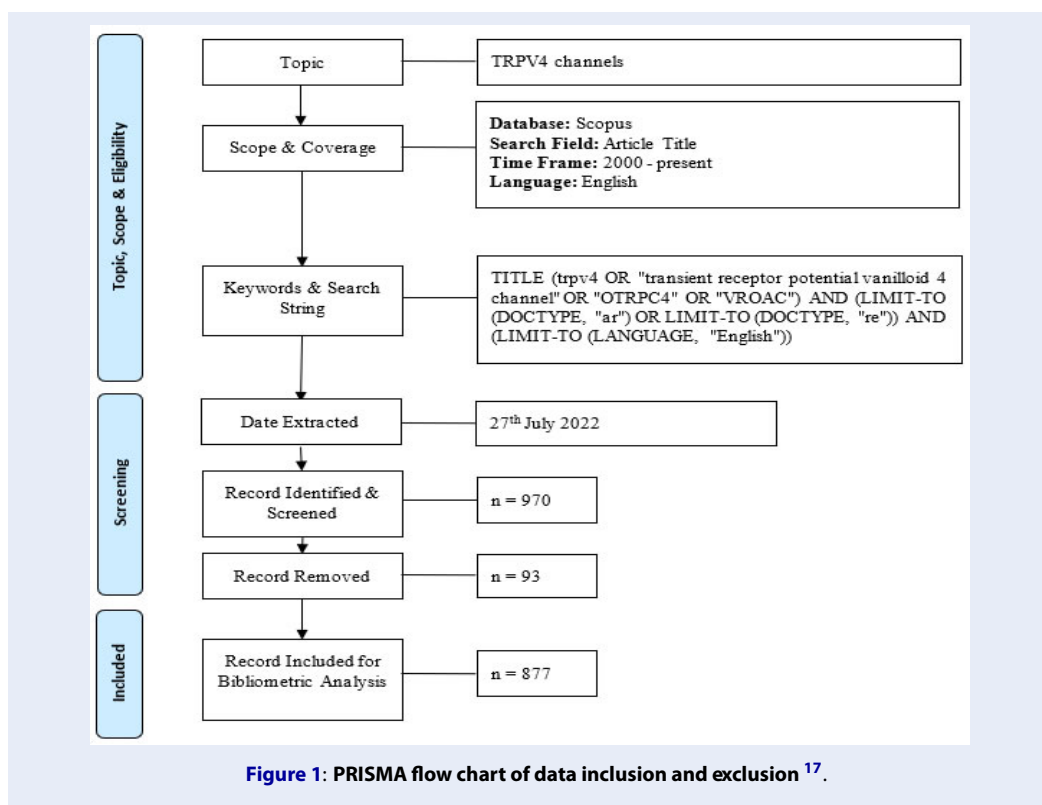 Topic, Scope & Eligibility
Topic
TRPV4 channels
Scope & Coverage
Database: Scopus
Search Field: Article Title
Time Frame: 2000 - present
Language: English
Keywords & Search
String
TITLE (trpv4 OR "transient receptor potential vanilloid 4
channel" OR "OTRPC4" OR "VROAC") AND (LIMIT-TO
(DOCTYPE, "ar") OR LIMIT-TO (DOCTYPE, "re")) AND
(LIMIT-TO (LANGUAGE, "English"))
Screening
Date Extracted
27th July 2022
Record Identified &
Screened
n = 970
Record Removed
n = 93
Included
Record Included for
Bibliometric Analysis
n = 877
Figure 1: PRISMA flow chart of data inclusion and exclusion 17.